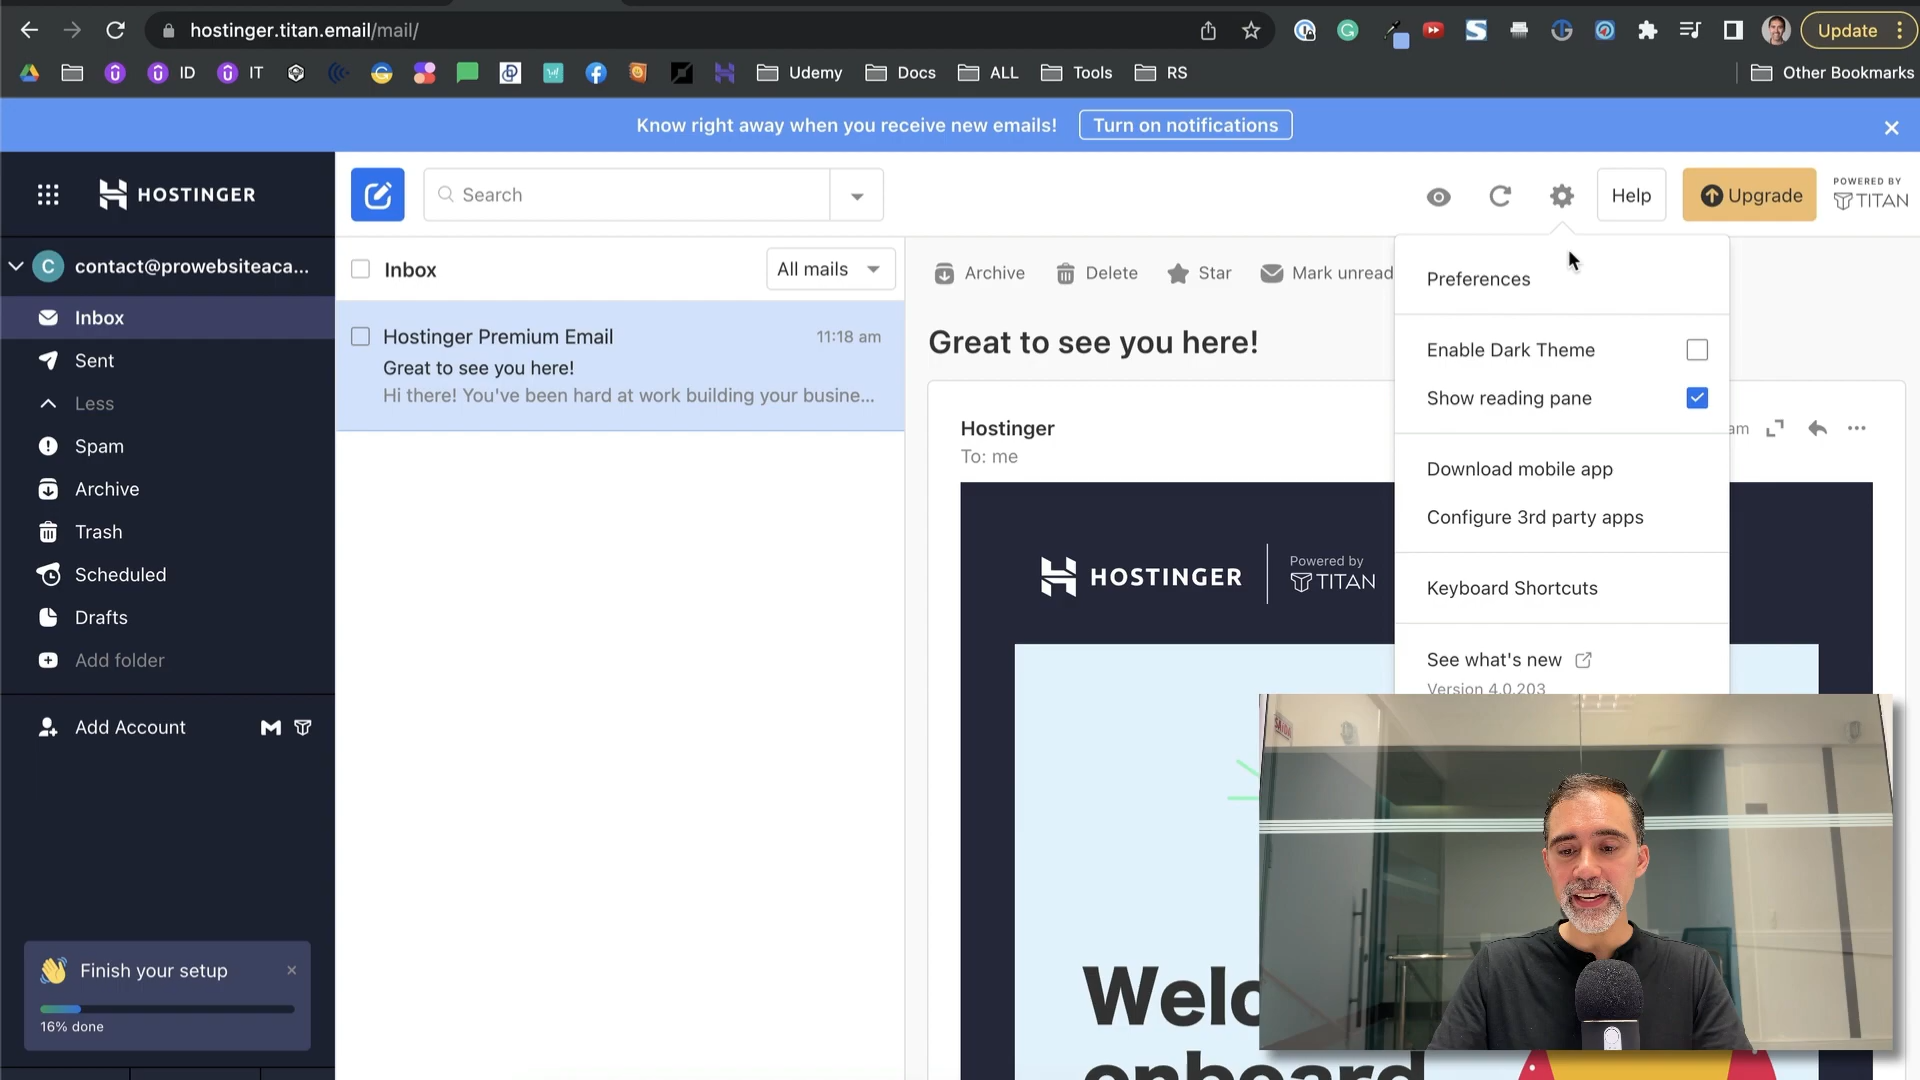 hostinger.titan.email/mail/
Update
ID
IT
Udemy
Docs
ALL
Tools
RS
Other Bookmarks
Know right away when you receive new emails!
Turn on notifications
HOSTINGER
Search
Help
Upgrade
POWERED BY
TITAN
C
contact@prowebsiteaca...
Inbox
Sent
Less
Spam
Archive
Trash
Scheduled
Drafts
Add folder
Add Account
Finish your setup
16% done
Inbox
All mails
Hostinger Premium Email
11:18 am
Great to see you here!
Hi there! You've been hard at work building your busine...
Archive
Delete
Star
Mark unread
Great to see you here!
Hostinger
am
To: me
HOSTINGER
Powered by
TITAN
Preferences
Enable Dark Theme
Show reading pane
Download mobile app
Configure 3rd party apps
Keyboard Shortcuts
See what's new
Version 4.0.203
SAÍDA
Welc
onboard